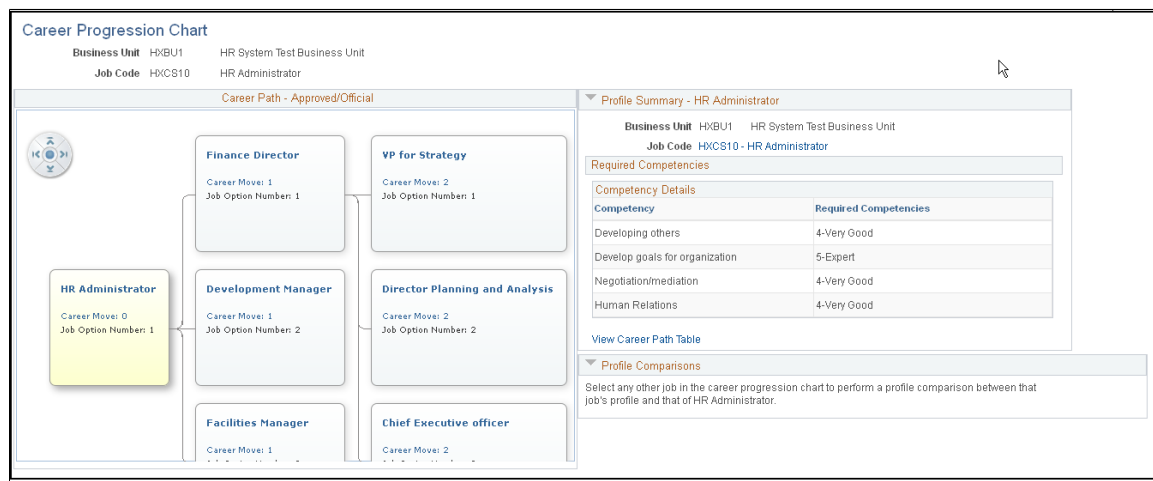 Career Progression Chart
Business Unit HXBU1 HR System Test Business Unit
Job Code HXCS10 HR Administrator
Career Path - Approved/Official
Finance Director
Career Move: 1
Job Option Number: 1
VP for Strategy
Career Move: 2
Job Option Number: 1
HR Administrator
Career Move: 0
Job Option Number: 1
Development Manager
Career Move: 1
Job Option Number: 2
Director Planning and Analysis
Career Move: 2
Job Option Number: 2
Facilities Manager
Career Move: 1
Chief Executive officer
Career Move: 2
Profile Summary - HR Administrator
Business Unit HXBU1 HR System Test Business Unit
Job Code HXCS10 - HR Administrator
Required Competencies
Competency Details
Competency Required Competencies
Developing others 4-Very Good
Develop goals for organization 5-Expert
Negotiation/mediation 4-Very Good
Human Relations 4-Very Good
View Career Path Table
Profile Comparisons
Select any other job in the career progression chart to perform a profile comparison between that
job's profile and that of HR Administrator.